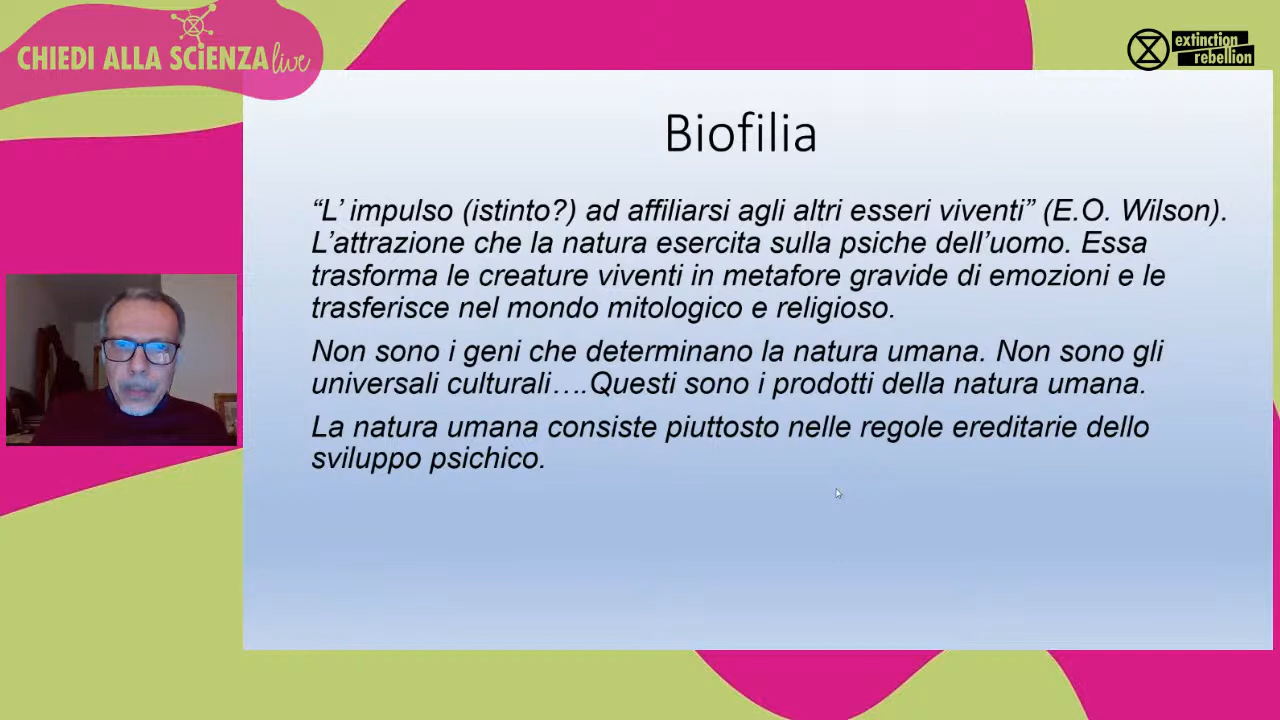 CHIEDI ALLA SCIENZA live
extinction
rebellion
Biofilia
“L’ impulso (istinto?) ad affiliarsi agli altri esseri viventi” (E.O. Wilson).
L’attrazione che la natura esercita sulla psiche dell’uomo. Essa
trasforma le creature viventi in metafore gravide di emozioni e le
trasferisce nel mondo mitologico e religioso.
Non sono i geni che determinano la natura umana. Non sono gli
universali culturali….Questi sono i prodotti della natura umana.
La natura umana consiste piuttosto nelle regole ereditarie dello
sviluppo psichico.